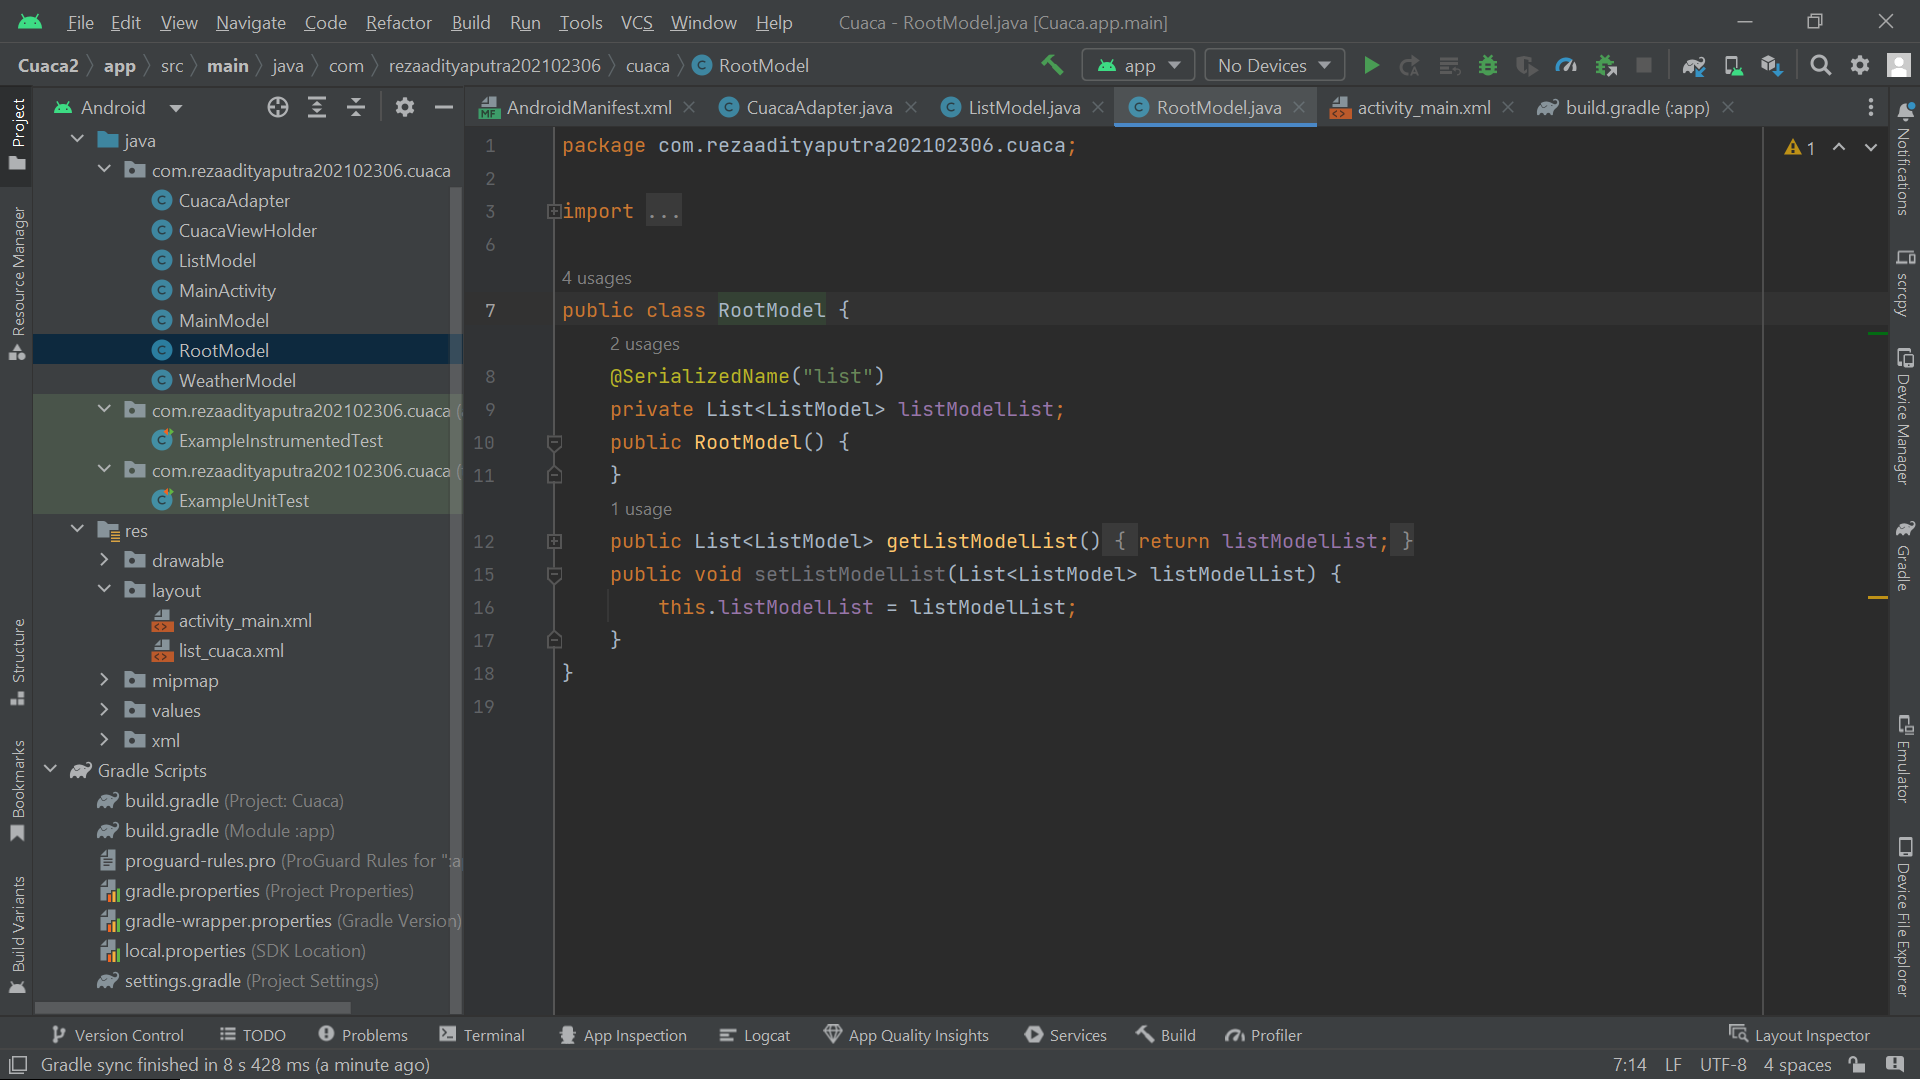 File Edit View Navigate Code Refactor Build Run Tools VCS Window Help Cuaca - RootModel.java [Cuaca.app.main]
Cuaca2 app src main java com rezaadityaputra202102306 cuaca RootModel app No Devices
Android
AndroidManifest.xml CuacaAdapter.java ListModel.java RootModel.java activity_main.xml build.gradle (:app)
Project
Resource Manager
Structure
Bookmarks
Build Variants
java
com.rezaadityaputra202102306.cuaca
CuacaAdapter
CuacaViewHolder
ListModel
MainActivity
MainModel
RootModel
WeatherModel
com.rezaadityaputra202102306.cuaca
ExampleInstrumentedTest
com.rezaadityaputra202102306.cuaca
ExampleUnitTest
res
drawable
layout
activity_main.xml
list_cuaca.xml
mipmap
values
xml
Gradle Scripts
build.gradle (Project: Cuaca)
build.gradle (Module :app)
proguard-rules.pro (ProGuard Rules for ":a
gradle.properties (Project Properties)
gradle-wrapper.properties (Gradle Version)
local.properties (SDK Location)
settings.gradle (Project Settings)
1 package com.rezaadityaputra202102306.cuaca;
2
3 import ...
6
4 usages
7 public class RootModel {
2 usages
8 @SerializedName("list")
9 private List<ListModel> listModelList;
10 public RootModel() {
11 }
1 usage
12 public List<ListModel> getListModelList() { return listModelList; }
15 public void setListModelList(List<ListModel> listModelList) {
16 this.listModelList = listModelList;
17 }
18 }
19
1
Notifications
scrcpy
Device Manager
Gradle
Emulator
Device File Explorer
Version Control TODO Problems Terminal App Inspection Logcat App Quality Insights Services Build Profiler Layout Inspector
Gradle sync finished in 8 s 428 ms (a minute ago) 7:14 LF UTF-8 4 spaces